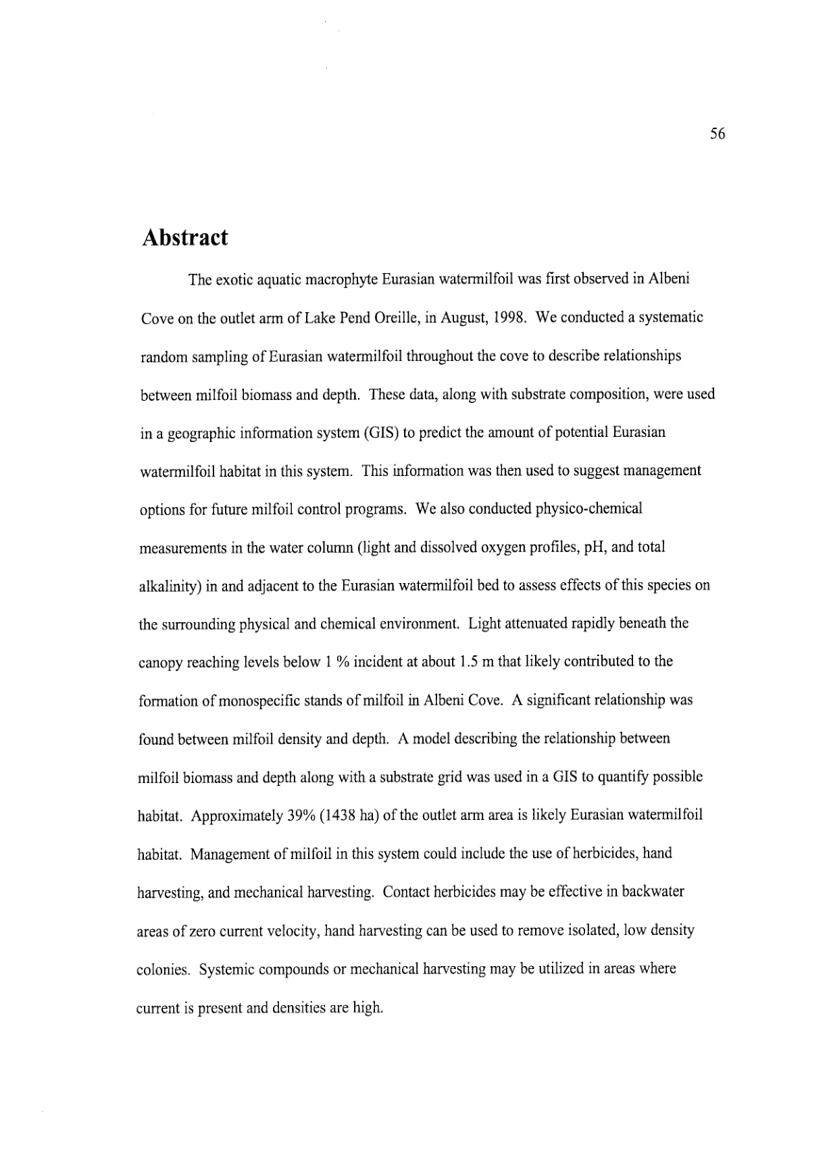 56
Abstract
The exotic aquatic macrophyte Eurasian watermilfoil was first observed in Albeni
Cove on the outlet arm of Lake Pend Oreille, in August, 1998. We conducted a systematic
random sampling of Eurasian watermilfoil throughout the cove to describe relationships
between milfoil biomass and depth. These data, along with substrate composition, were used
in a geographic information system (GIS) to predict the amount of potential Eurasian
watermilfoil habitat in this system. This information was then used to suggest management
options for future milfoil control programs. We also conducted physico-chemical
measurements in the water column (light and dissolved oxygen profiles, pH, and total
alkalinity) in and adjacent to the Eurasian watermilfoil bed to assess effects of this species on
the surrounding physical and chemical environment. Light attenuated rapidly beneath the
canopy reaching levels below 1 % incident at about 1.5 m that likely contributed to the
formation of monospecific stands of milfoil in Albeni Cove. A significant relationship was
found between milfoil density and depth. A model describing the relationship between
milfoil biomass and depth along with a substrate grid was used in a GIS to quantify possible
habitat. Approximately 39% (1438 ha) of the outlet arm area is likely Eurasian watermilfoil
habitat. Management of milfoil in this system could include the use of herbicides, hand
harvesting, and mechanical harvesting. Contact herbicides may be effective in backwater
areas of zero current velocity, hand harvesting can be used to remove isolated, low density
colonies. Systemic compounds or mechanical harvesting may be utilized in areas where
current is present and densities are high.